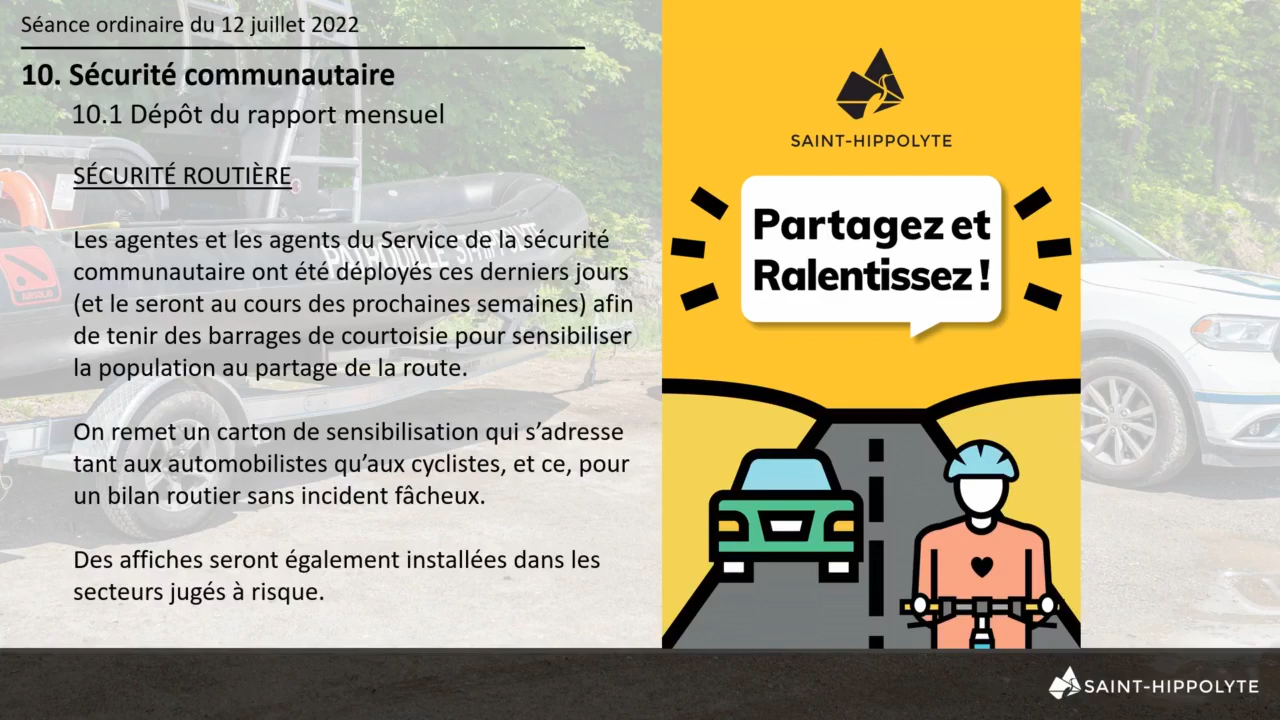 Séance ordinaire du 12 juillet 2022
10. Sécurité communautaire
10.1 Dépôt du rapport mensuel
SÉCURITÉ ROUTIÈRE
Les agentes et les agents du Service de la sécurité
communautaire ont été déployés ces derniers jours
(et le seront au cours des prochaines semaines) afin
de tenir des barrages de courtoisie pour sensibiliser
la population au partage de la route.
On remet un carton de sensibilisation qui s’adresse
tant aux automobilistes qu’aux cyclistes, et ce, pour
un bilan routier sans incident fâcheux.
Des affiches seront également installées dans les
secteurs jugés à risque.
SAINT-HIPPOLYTE
Partagez et
Ralentissez !
PATROUILLE
SAINT-HIPPOLYTE